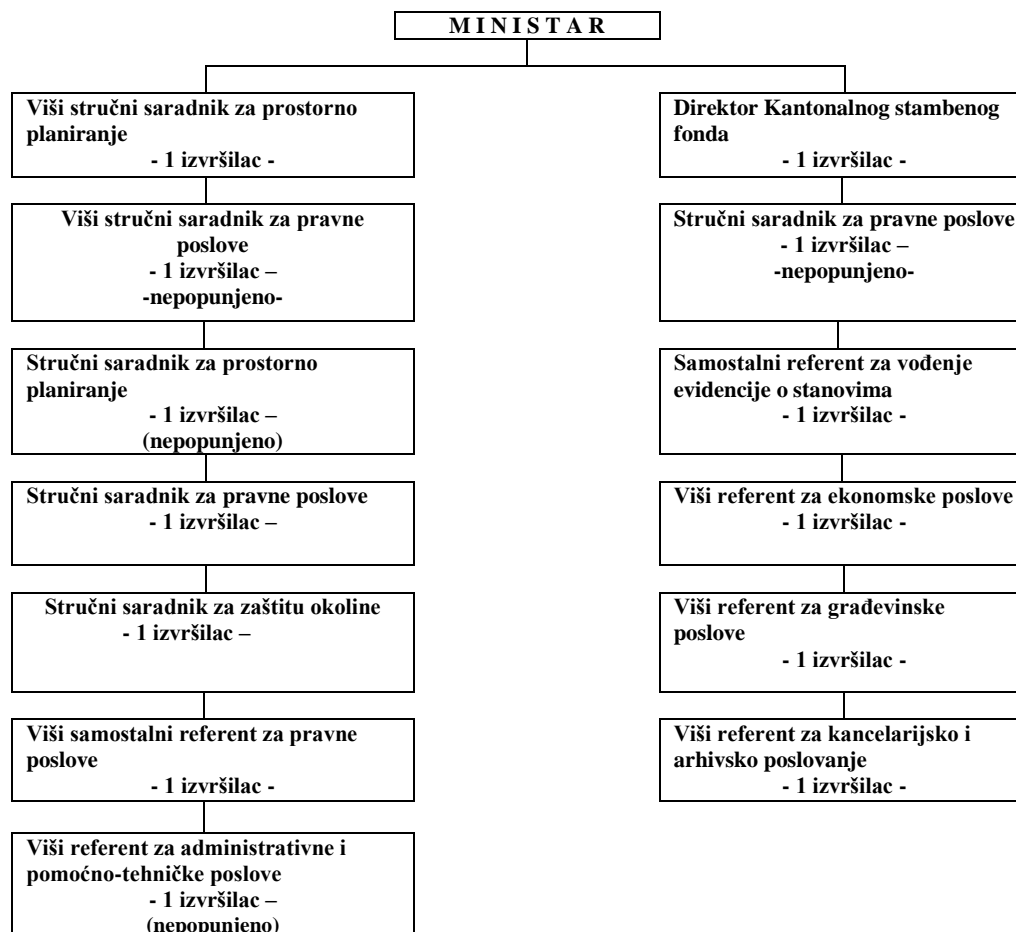 M I N I S T A R
Viši stručni saradnik za prostorno
planiranje
- 1 izvršilac -
Viši stručni saradnik za pravne
poslove
- 1 izvršilac –
-nepopunjeno-
Stručni saradnik za prostorno
planiranje
- 1 izvršilac –
(nepopunjeno)
Stručni saradnik za pravne poslove
- 1 izvršilac –
Stručni saradnik za zaštitu okoline
- 1 izvršilac –
Viši samostalni referent za pravne
poslove
- 1 izvršilac -
Viši referent za administrativne i
pomoćno-tehničke poslove
- 1 izvršilac –
(nepopunjeno)
Direktor Kantonalnog stambenog
fonda
- 1 izvršilac -
Stručni saradnik za pravne poslove
- 1 izvršilac –
-nepopunjeno-
Samostalni referent za vođenje
evidencije o stanovima
- 1 izvršilac -
Viši referent za ekonomske poslove
- 1 izvršilac -
Viši referent za građevinske
poslove
- 1 izvršilac -
Viši referent za kancelarijsko i
arhivsko poslovanje
- 1 izvršilac -